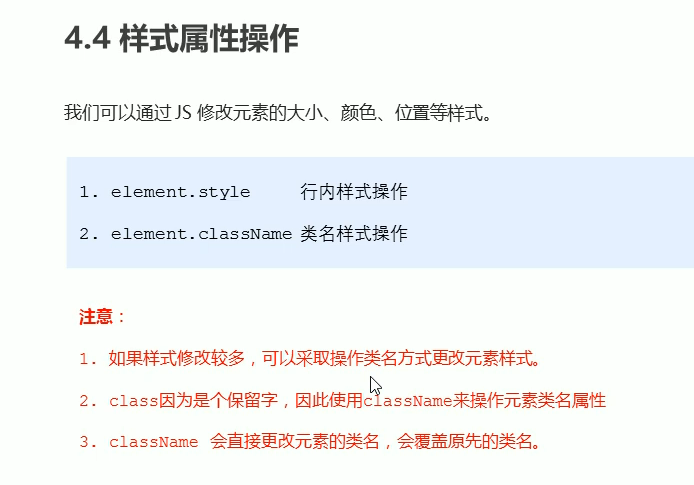 4.4 样式属性操作
我们可以通过 JS 修改元素的大小、颜色、位置等样式。
1. element.style 行内样式操作
2. element.className 类名样式操作
注意：
1. 如果样式修改较多，可以采取操作类名方式更改元素样式。
2. class因为是个保留字，因此使用className来操作元素类名属性
3. className 会直接更改元素的类名，会覆盖原先的类名。